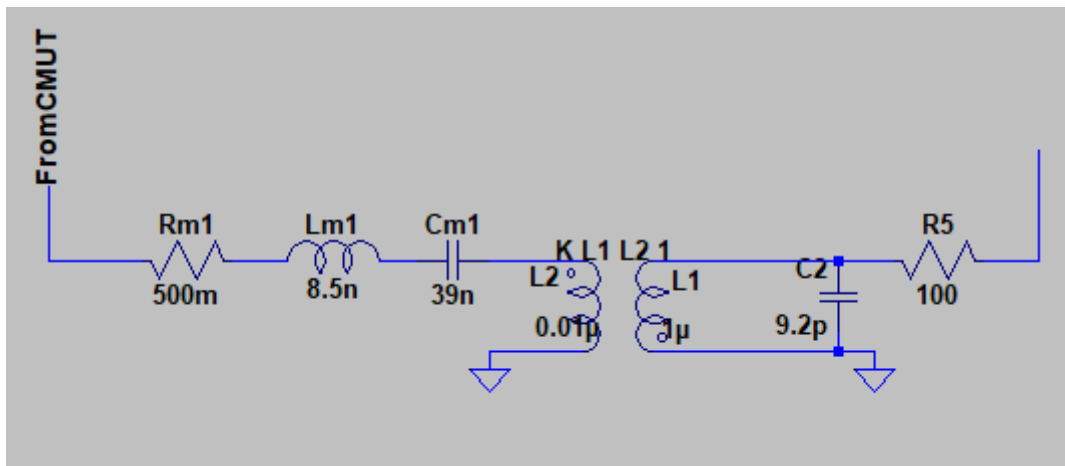 FromCMUT
Rm1
500m
Lm1
8.5n
Cm1
39n
K L1 L2 1
L2
0.01µ
L1
1µ
C2
9.2p
R5
100